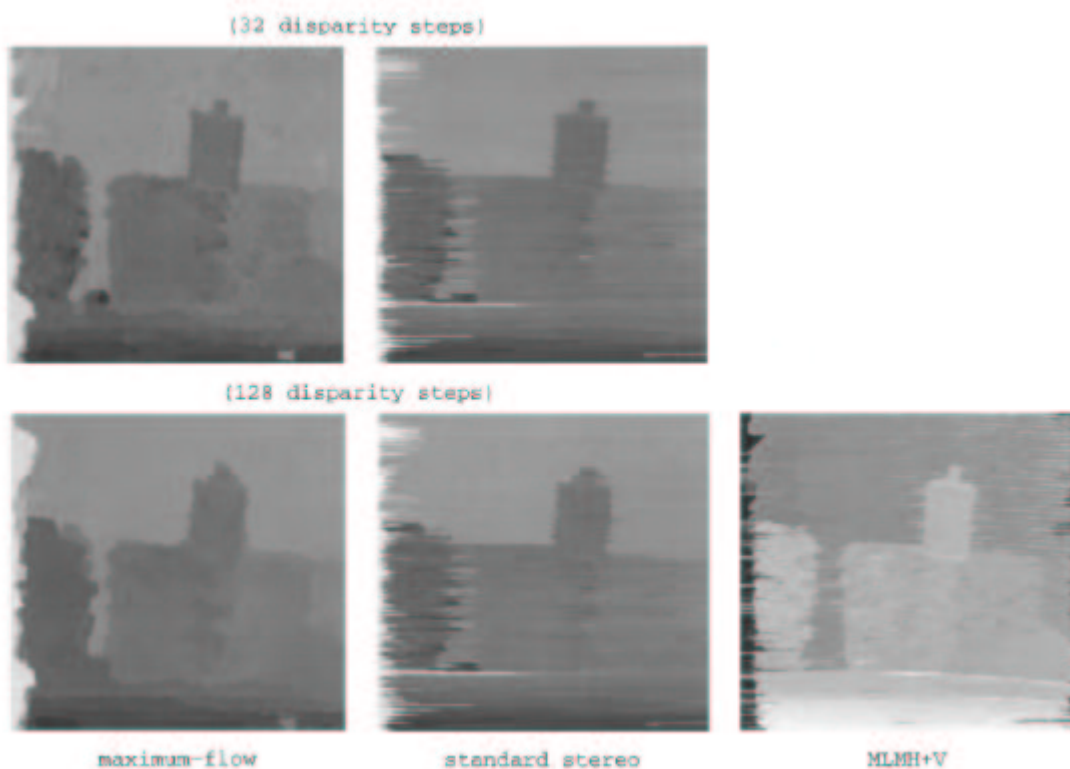 (32 disparity steps)
(128 disparity steps)
maximum-flow
standard stereo
MLMH+V